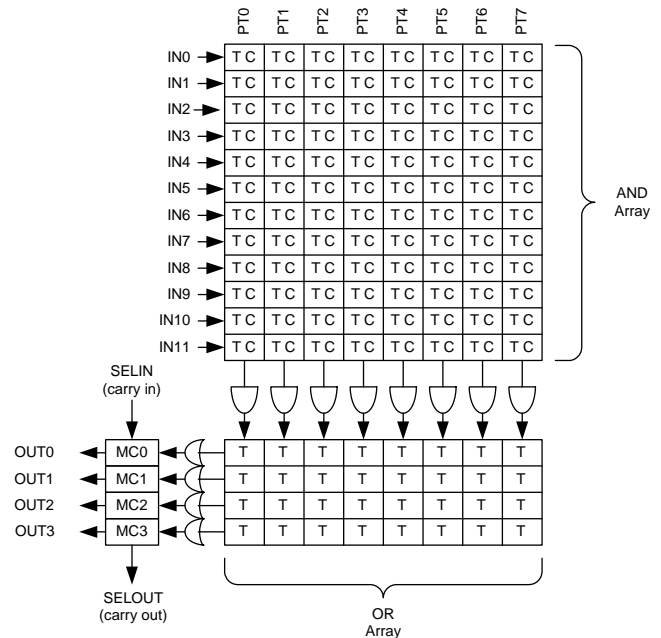 PT0 PT1 PT2 PT3 PT4 PT5 PT6 PT7
IN0 T C T C T C T C T C T C T C T C
IN1 T C T C T C T C T C T C T C T C
IN2 T C T C T C T C T C T C T C T C
IN3 T C T C T C T C T C T C T C T C
IN4 T C T C T C T C T C T C T C T C
IN5 T C T C T C T C T C T C T C T C
IN6 T C T C T C T C T C T C T C T C
IN7 T C T C T C T C T C T C T C T C
IN8 T C T C T C T C T C T C T C T C
IN9 T C T C T C T C T C T C T C T C
IN10 T C T C T C T C T C T C T C T C
IN11 T C T C T C T C T C T C T C T C
AND
Array
SELIN
(carry in)
OUT0 MC0 T T T T T T T T
OUT1 MC1 T T T T T T T T
OUT2 MC2 T T T T T T T T
OUT3 MC3 T T T T T T T T
SELOUT
(carry out)
OR
Array